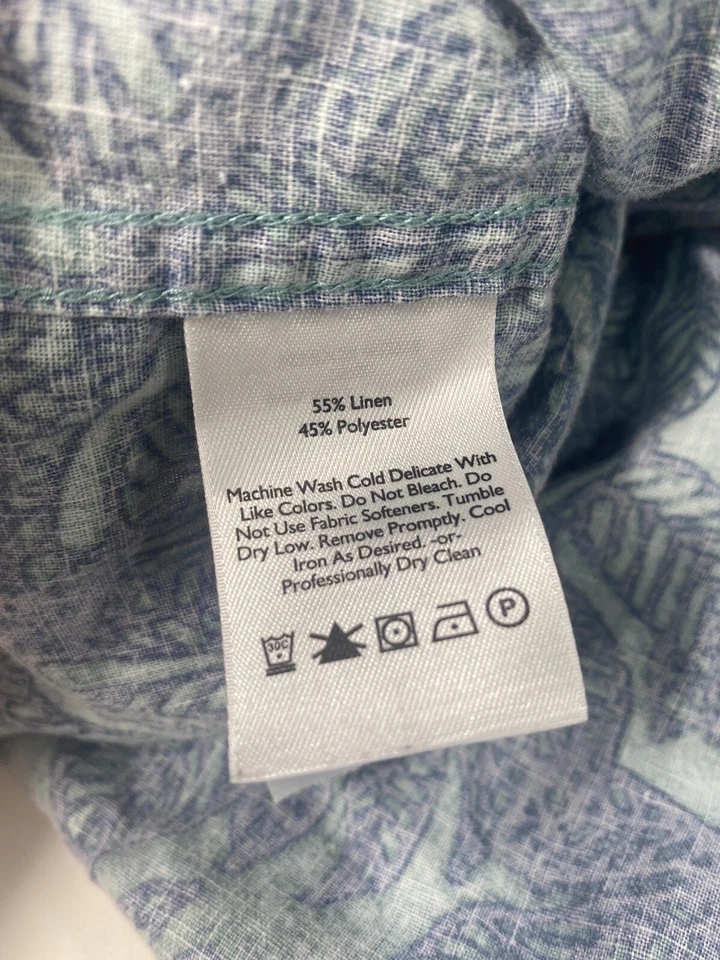 55% Linen
45% Polyester
Machine Wash Cold Delicate With
Like Colors. Do Not Bleach. Do
Not Use Fabric Softeners. Tumble
Dry Low. Remove Promptly. Cool
Iron As Desired. -or-
Professionally Dry Clean
30C P